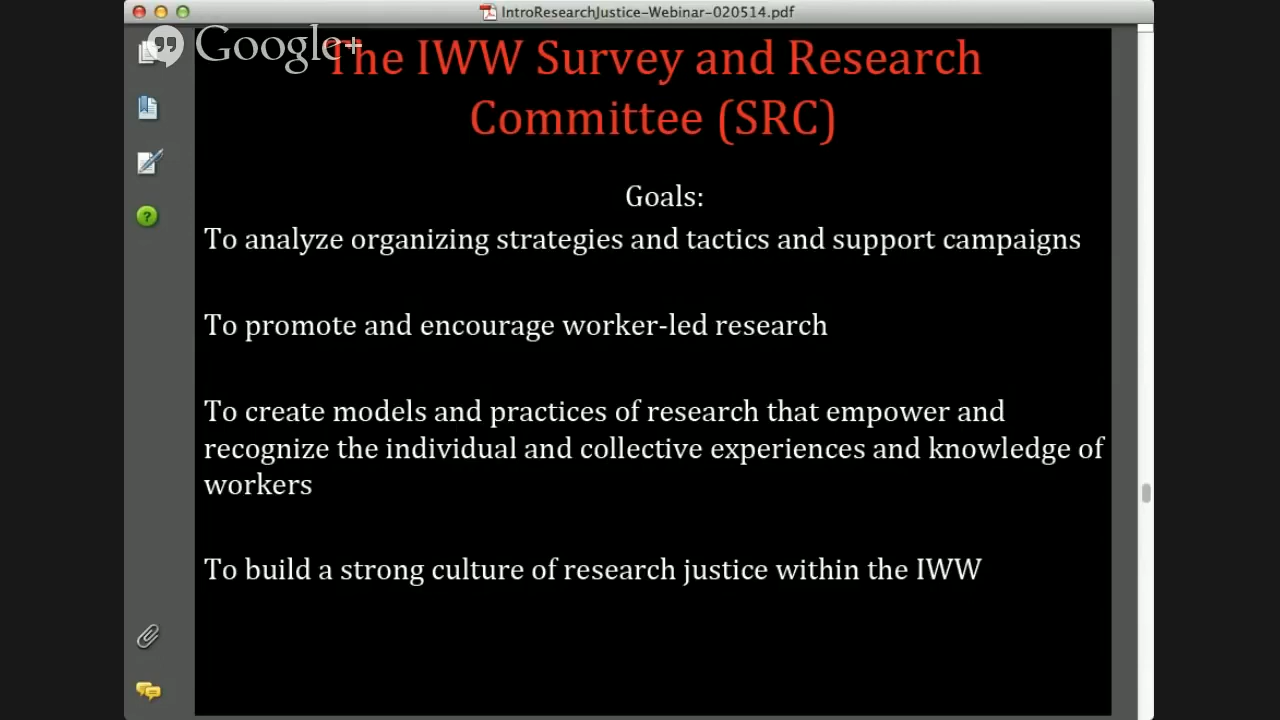 IntroResearchJustice-Webinar-020514.pdf
Google+
The IWW Survey and Research
Committee (SRC)
Goals:
To analyze organizing strategies and tactics and support campaigns
To promote and encourage worker-led research
To create models and practices of research that empower and
recognize the individual and collective experiences and knowledge of
workers
To build a strong culture of research justice within the IWW